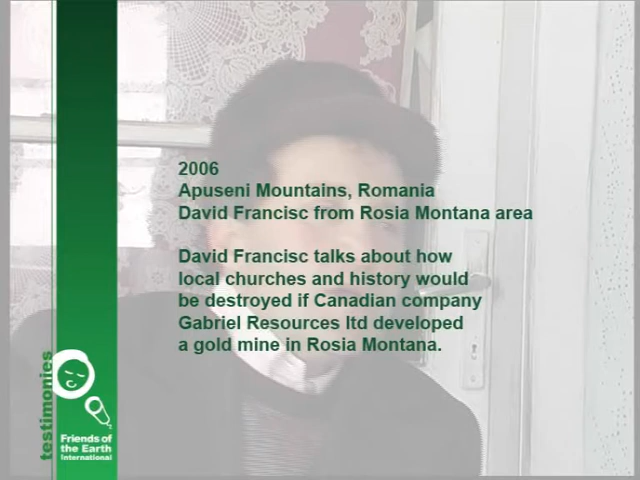 2006
Apuseni Mountains, Romania
David Francisc from Rosia Montana area
David Francisc talks about how
local churches and history would
be destroyed if Canadian company
Gabriel Resources ltd developed
a gold mine in Rosia Montana.
testimonies
Friends of
the Earth
International